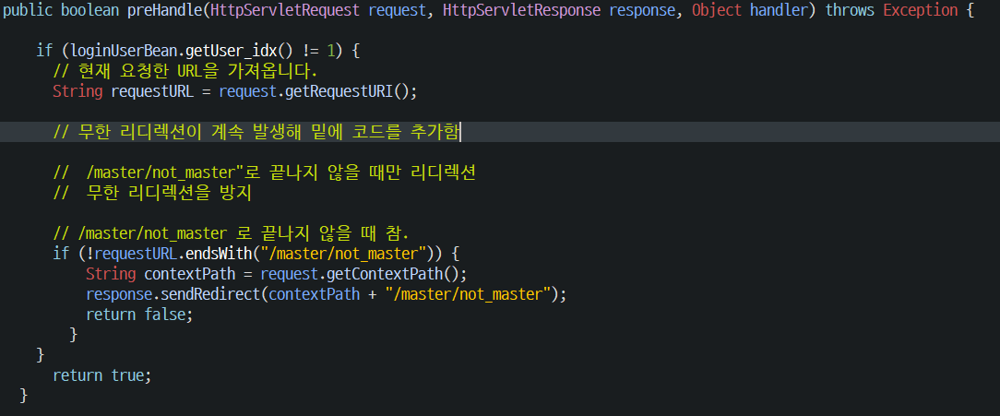 public boolean preHandle(HttpServletRequest request, HttpServletResponse response, Object handler) throws Exception {
if (loginUserBean.getUser_idx() != 1) {
// 현재 요청한 URL을 가져옵니다.
String requestURL = request.getRequestURI();
// 무한 리디렉션이 계속 발생해 밑에 코드를 추가함
// /master/not_master"로 끝나지 않을 때만 리디렉션
// 무한 리디렉션을 방지
// /master/not_master 로 끝나지 않을 때 참.
if (!requestURL.endsWith("/master/not_master")) {
String contextPath = request.getContextPath();
response.sendRedirect(contextPath + "/master/not_master");
return false;
}
}
return true;
}